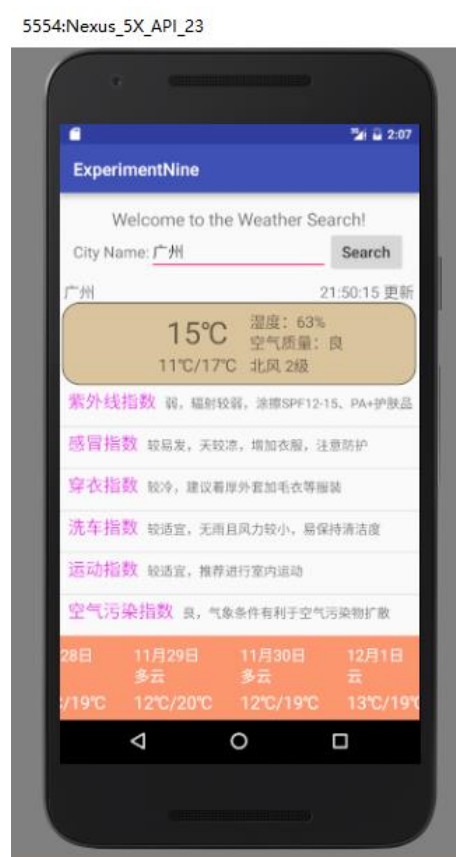 5554:Nexus_5X_API_23
2:07
ExperimentNine
Welcome to the Weather Search!
City Name: 广州 Search
广州 21:50:15 更新
15℃ 湿度：63%
空气质量：良
11℃/17℃ 北风 2级
紫外线指数 弱，辐射较弱，涂擦SPF12-15、PA+护肤品
感冒指数 较易发，天较凉，增加衣服，注意防护
穿衣指数 较冷，建议着厚外套加毛衣等服装
洗车指数 较适宜，无雨且风力较小，易保持清洁度
运动指数 较适宜，推荐进行室内运动
空气污染指数 良，气象条件有利于空气污染物扩散
28日 11月29日 11月30日 12月1日
多云 多云 云
/19℃ 12℃/20℃ 12℃/19℃ 13℃/19℃